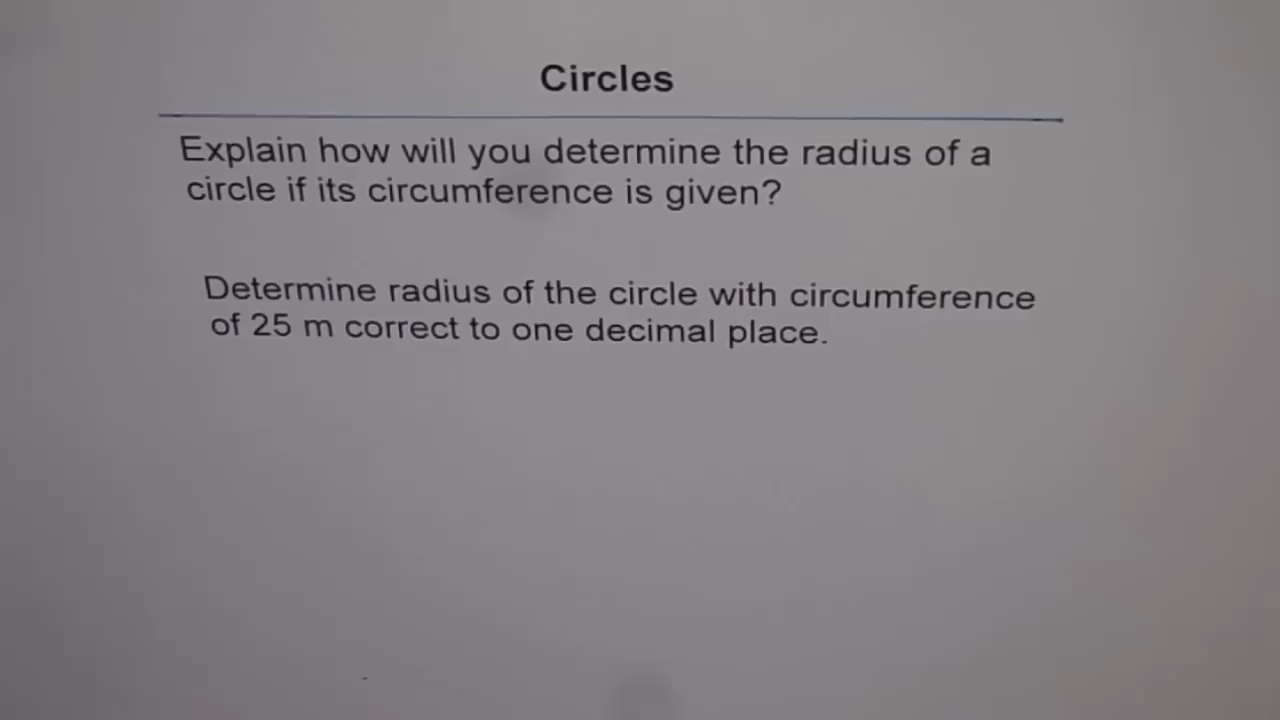 Circles
Explain how will you determine the radius of a
circle if its circumference is given?
Determine radius of the circle with circumference
of 25 m correct to one decimal place.